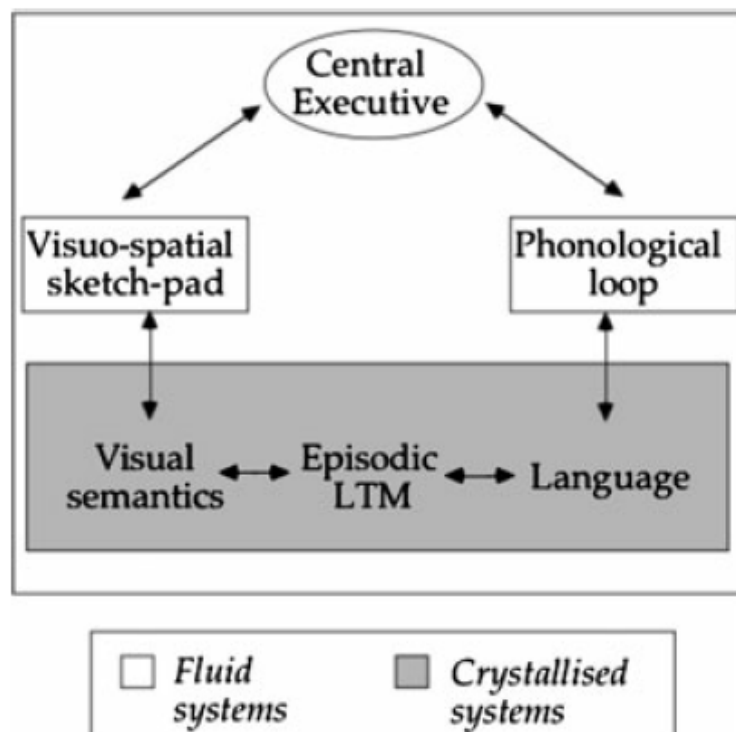 Central
Executive
Visuo-spatial
sketch-pad
Phonological
loop
Visual
semantics
Episodic
LTM
Language
Fluid
systems
Crystallised
systems